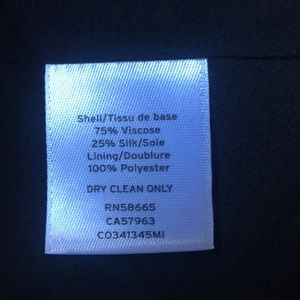 Shell/Tissu de base
75% Viscose
25% Silk/Soie
Lining/Doublure
100% Polyester
DRY CLEAN ONLY
RN58665
CA57963
CO341345MI